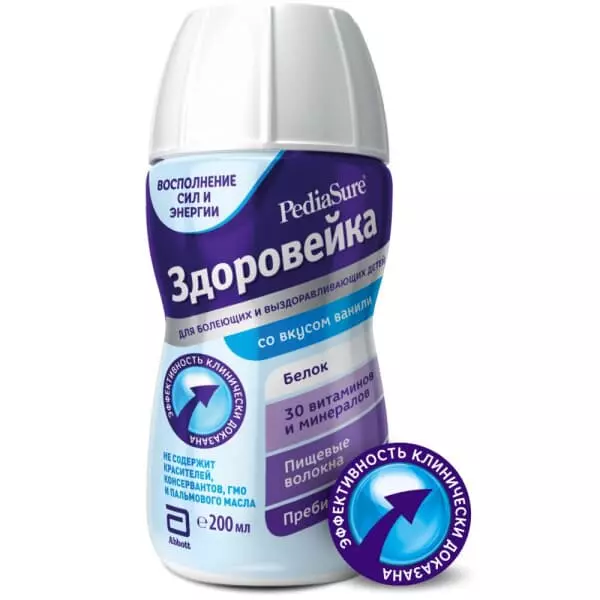 ВОСПОЛНЕНИЕ
СИЛ И
ЭНЕРГИИ
PediaSure®
Здоровейка
ДЛЯ БОЛЕЮЩИХ И ВЫЗДОРАВЛИВАЮЩИХ ДЕТЕЙ
СО ВКУСОМ ВАНИЛИ
Белок
30 витаминов
и минералов
Пищевые
волокна
ЭФФЕКТИВНОСТЬ КЛИНИЧЕСКИ ДОКАЗАНА
НЕ СОДЕРЖИТ
КРАСИТЕЛЕЙ,
КОНСЕРВАНТОВ, ГМО
И ПАЛЬМОВОГО МАСЛА
Abbott
℮200 МЛ
ЭФФЕКТИВНОСТЬ КЛИНИЧЕСКИ ДОКАЗАНА